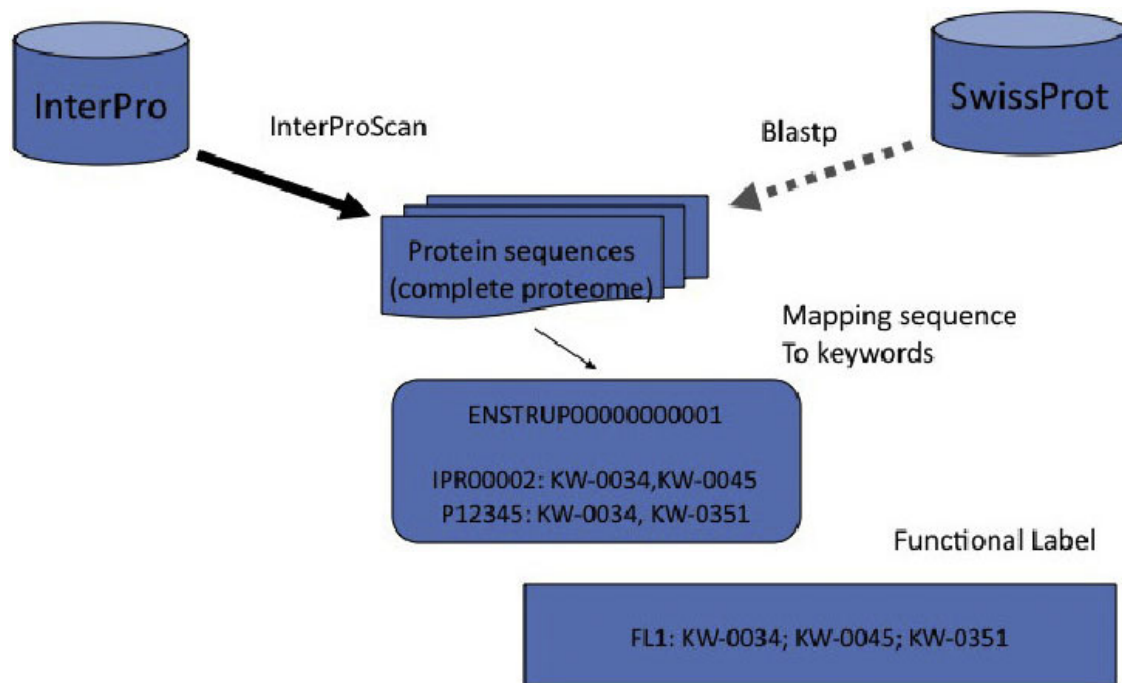 InterPro
SwissProt
InterProScan
Blastp
Protein sequences
(complete proteome)
Mapping sequence
To keywords
ENSTRUP00000000001
IPR00002: KW-0034,KW-0045
P12345: KW-0034, KW-0351
Functional Label
FL1: KW-0034; KW-0045; KW-0351